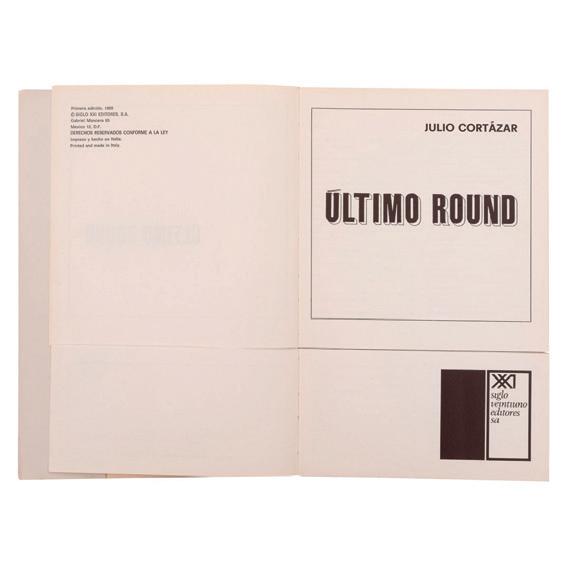 Primera edición, 1969
© SIGLO XXI EDITORES, S.A.
Gabriel Mancera 65
México 12, D.F.
DERECHOS RESERVADOS CONFORME A LA LEY
Impreso y hecho en Italia.
Printed and made in Italy.
JULIO CORTÁZAR
ÚLTIMO ROUND
XXI
siglo
veintiuno
editores
sa